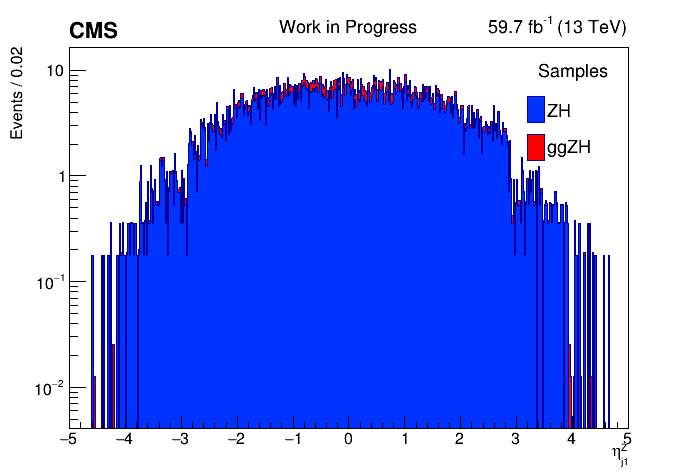 CMS Work in Progress 59.7 fb⁻¹ (13 TeV)
Events / 0.02
Samples
ZH
ggZH
10
1
10⁻¹
10⁻²
−5 −4 −3 −2 −1 0 1 2 3 4 5
η²j1